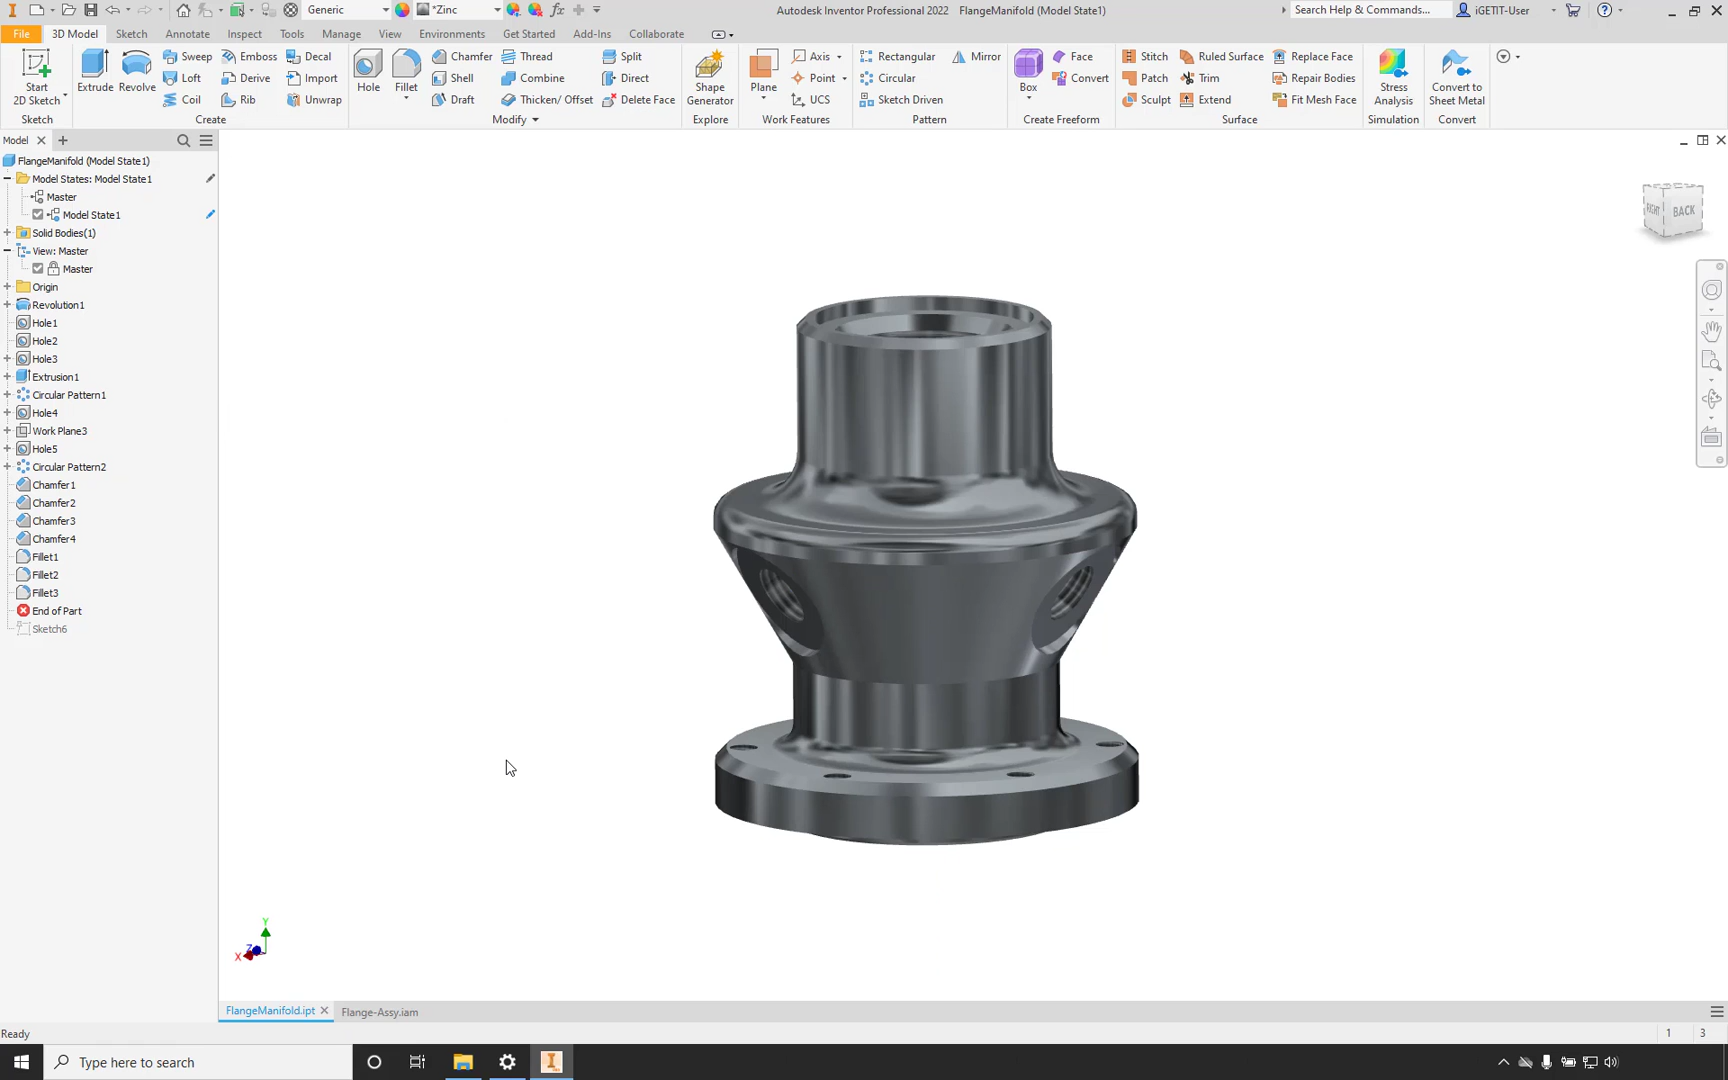 Generic
*Zinc
Autodesk Inventor Professional 2022 FlangeManifold (Model State1)
Search Help & Commands...
iGETIT-User
File 3D Model Sketch Annotate Inspect Tools Manage View Environments Get Started Add-Ins Collaborate
Start
2D Sketch
Sketch
Extrude
Revolve
Sweep
Loft
Coil
Emboss
Derive
Rib
Decal
Import
Unwrap
Create
Hole
Fillet
Chamfer
Shell
Draft
Thread
Combine
Thicken/ Offset
Split
Direct
Delete Face
Modify
Shape
Generator
Explore
Plane
Axis
Point
UCS
Work Features
Rectangular
Circular
Sketch Driven
Mirror
Pattern
Box
Face
Convert
Create Freeform
Stitch
Patch
Sculpt
Ruled Surface
Trim
Extend
Replace Face
Repair Bodies
Fit Mesh Face
Surface
Stress
Analysis
Simulation
Convert to
Sheet Metal
Convert
Model
FlangeManifold (Model State1)
Model States: Model State1
Master
Model State1
Solid Bodies(1)
View: Master
Master
Origin
Revolution1
Hole1
Hole2
Hole3
Extrusion1
Circular Pattern1
Hole4
Work Plane3
Hole5
Circular Pattern2
Chamfer1
Chamfer2
Chamfer3
Chamfer4
Fillet1
Fillet2
Fillet3
End of Part
Sketch6
RIGHT
BACK
Y
Z
X
FlangeManifold.ipt
Flange-Assy.iam
Ready
1
3
Type here to search